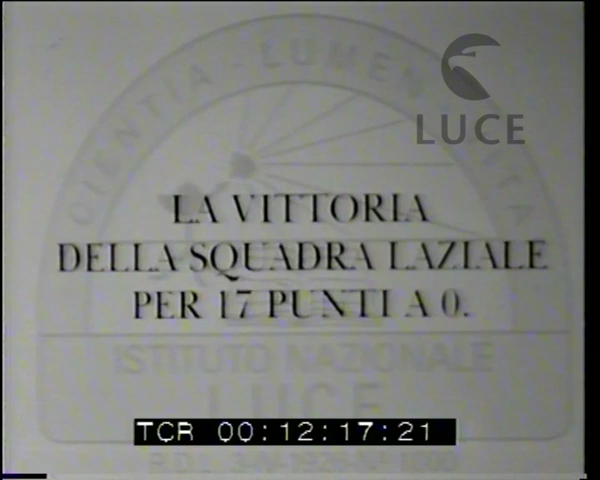 LUCE
LA VITTORIA
DELLA SQUADRA LAZIALE
PER 17 PUNTI A 0.
ISTITUTO NAZIONALE
LUCE
TCR 00:12:17:21